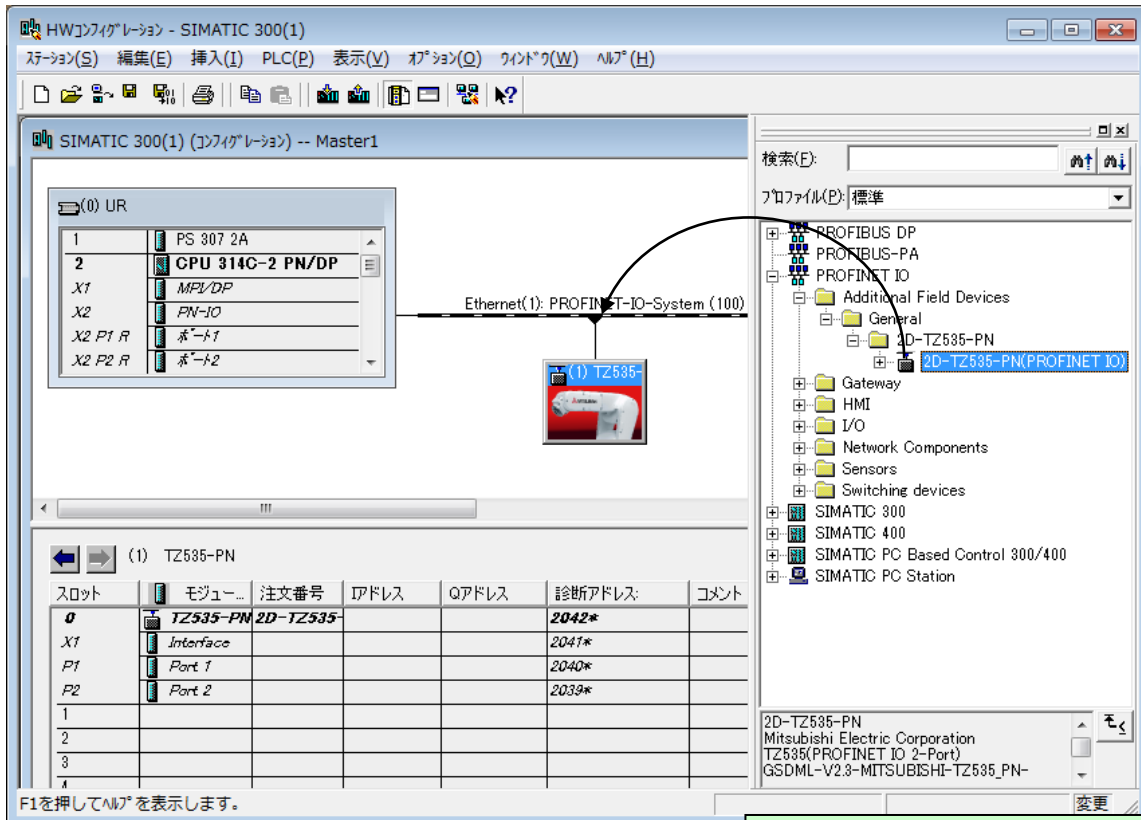 HWｺﾝﾌｨｸﾞﾚｰｼｮﾝ - SIMATIC 300(1)
ｽﾃｰｼｮﾝ(S) 編集(E) 挿入(I) PLC(P) 表示(V) ｵﾌﾟｼｮﾝ(O) ｳｨﾝﾄﾞｳ(W) ﾍﾙﾌﾟ(H)
SIMATIC 300(1) (ｺﾝﾌｨｸﾞﾚｰｼｮﾝ) -- Master1
(0) UR
1 PS 307 2A
2 CPU 314C-2 PN/DP
X1 MPI/DP
X2 PN-IO
X2 P1 R ﾎﾟｰﾄ1
X2 P2 R ﾎﾟｰﾄ2
Ethernet(1): PROFINET-IO-System (100)
(1) TZ535-
検索(F):
ﾌﾟﾛﾌｧｲﾙ(P): 標準
PROFIBUS DP
PROFIBUS-PA
PROFINET IO
Additional Field Devices
General
2D-TZ535-PN
2D-TZ535-PN(PROFINET IO)
Gateway
HMI
I/O
Network Components
Sensors
Switching devices
SIMATIC 300
SIMATIC 400
SIMATIC PC Based Control 300/400
SIMATIC PC Station
(1) TZ535-PN
スロット モジュー... 注文番号 Iアドレス Qアドレス 診断アドレス: コメント
0 TZ535-PN 2D-TZ535- 2042*
X1 Interface 2041*
P1 Port 1 2040*
P2 Port 2 2039*
1
2
3
4
2D-TZ535-PN
Mitsubishi Electric Corporation
TZ535(PROFINET IO 2-Port)
GSDML-V2.3-MITSUBISHI-TZ535_PN-
F1を押してﾍﾙﾌﾟを表示します。
変更